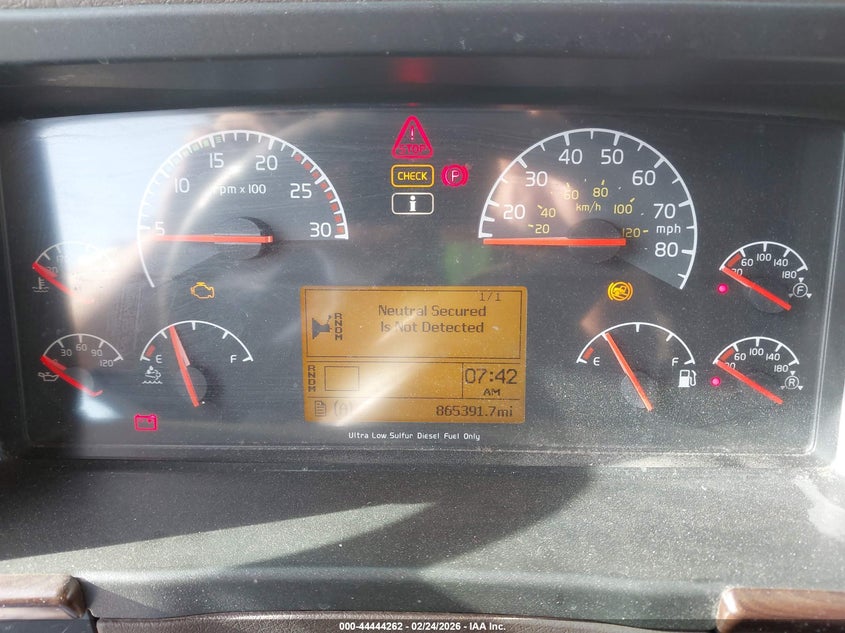 STOP
CHECK
P
i
5
10
15
20
25
30
rpm x 100
20
30
40
50
60
70
80
mph
20
40
60
80
100
120
km/h
60
100
140
180
F
30
60
90
120
E
F
E
F
60
100
140
180
R
1/1
R
N
D
M
Neutral Secured
Is Not Detected
R
N
D
M
07:42
AM
865391.7mi
Ultra Low Sulfur Diesel Fuel Only
000-44444262 - 02/24/2026 - IAA Inc.